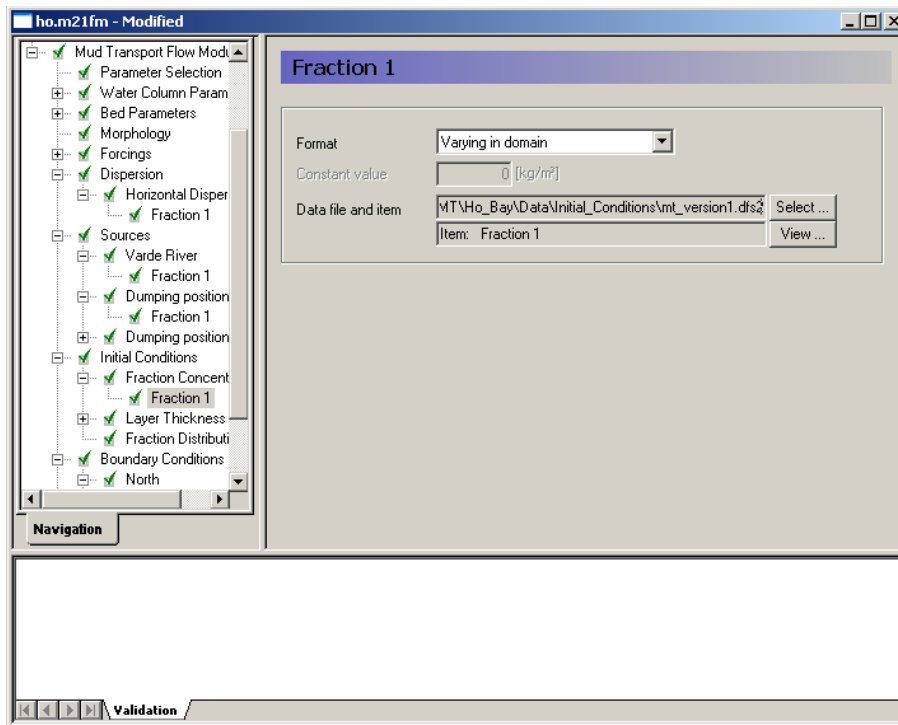 ho.m21fm - Modified
Mud Transport Flow Modu
Parameter Selection
Water Column Param
Bed Parameters
Morphology
Forcings
Dispersion
Horizontal Disper
Fraction 1
Sources
Varde River
Fraction 1
Dumping position
Fraction 1
Dumping position
Initial Conditions
Fraction Concent
Fraction 1
Layer Thickness
Fraction Distributi
Boundary Conditions
North
Navigation
Fraction 1
Format
Varying in domain
Constant value
0 [kg/m³]
Data file and item
MT\Ho_Bay\Data\Initial_Conditions\mt_version1.dfs2
Select ...
Item: Fraction 1
View ...
Validation